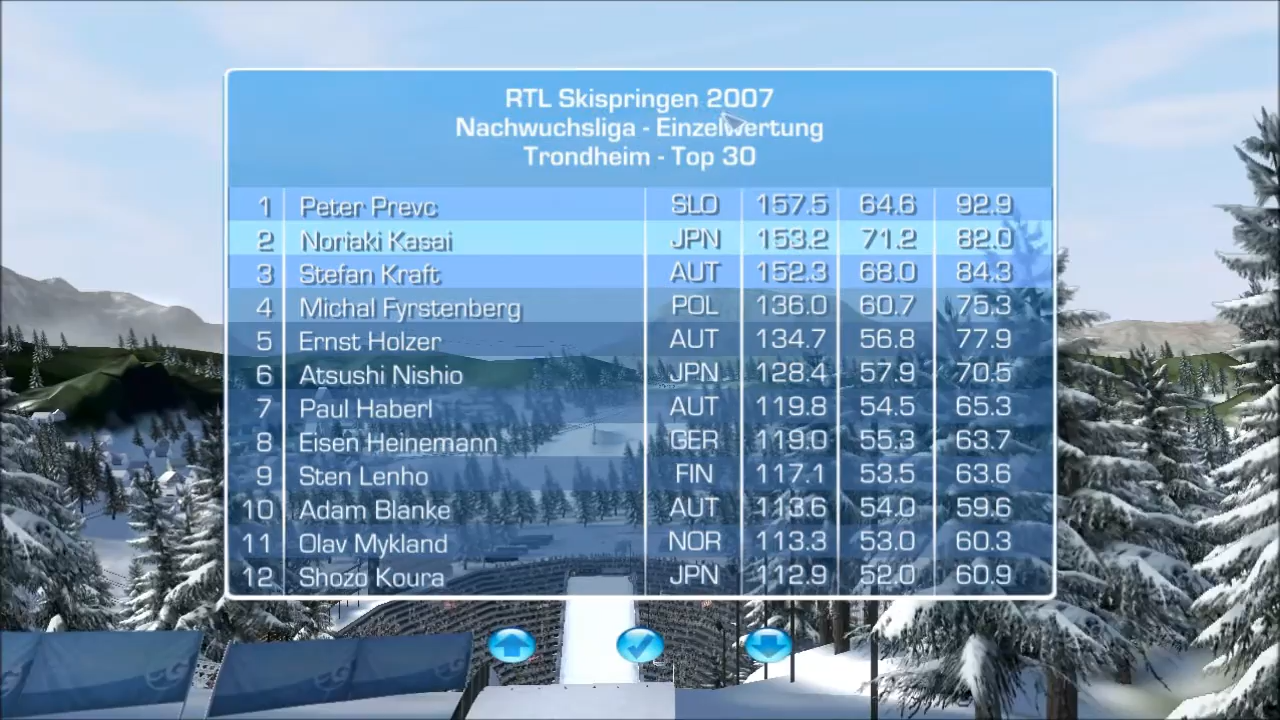 RTL Skispringen 2007
Nachwuchsliga - Einzelwertung
Trondheim - Top 30
1 Peter Prevc SLO 157.5 64.6 92.9
2 Noriaki Kasai JPN 153.2 71.2 82.0
3 Stefan Kraft AUT 152.3 68.0 84.3
4 Michal Fyrstenberg POL 136.0 60.7 75.3
5 Ernst Holzer AUT 134.7 56.8 77.9
6 Atsushi Nishio JPN 128.4 57.9 70.5
7 Paul Haberl AUT 119.8 54.5 65.3
8 Eisen Heinemann GER 119.0 55.3 63.7
9 Sten Lenho FIN 117.1 53.5 63.6
10 Adam Blanke AUT 113.6 54.0 59.6
11 Olav Mykland NOR 113.3 53.0 60.3
12 Shozo Koura JPN 112.9 52.0 60.9